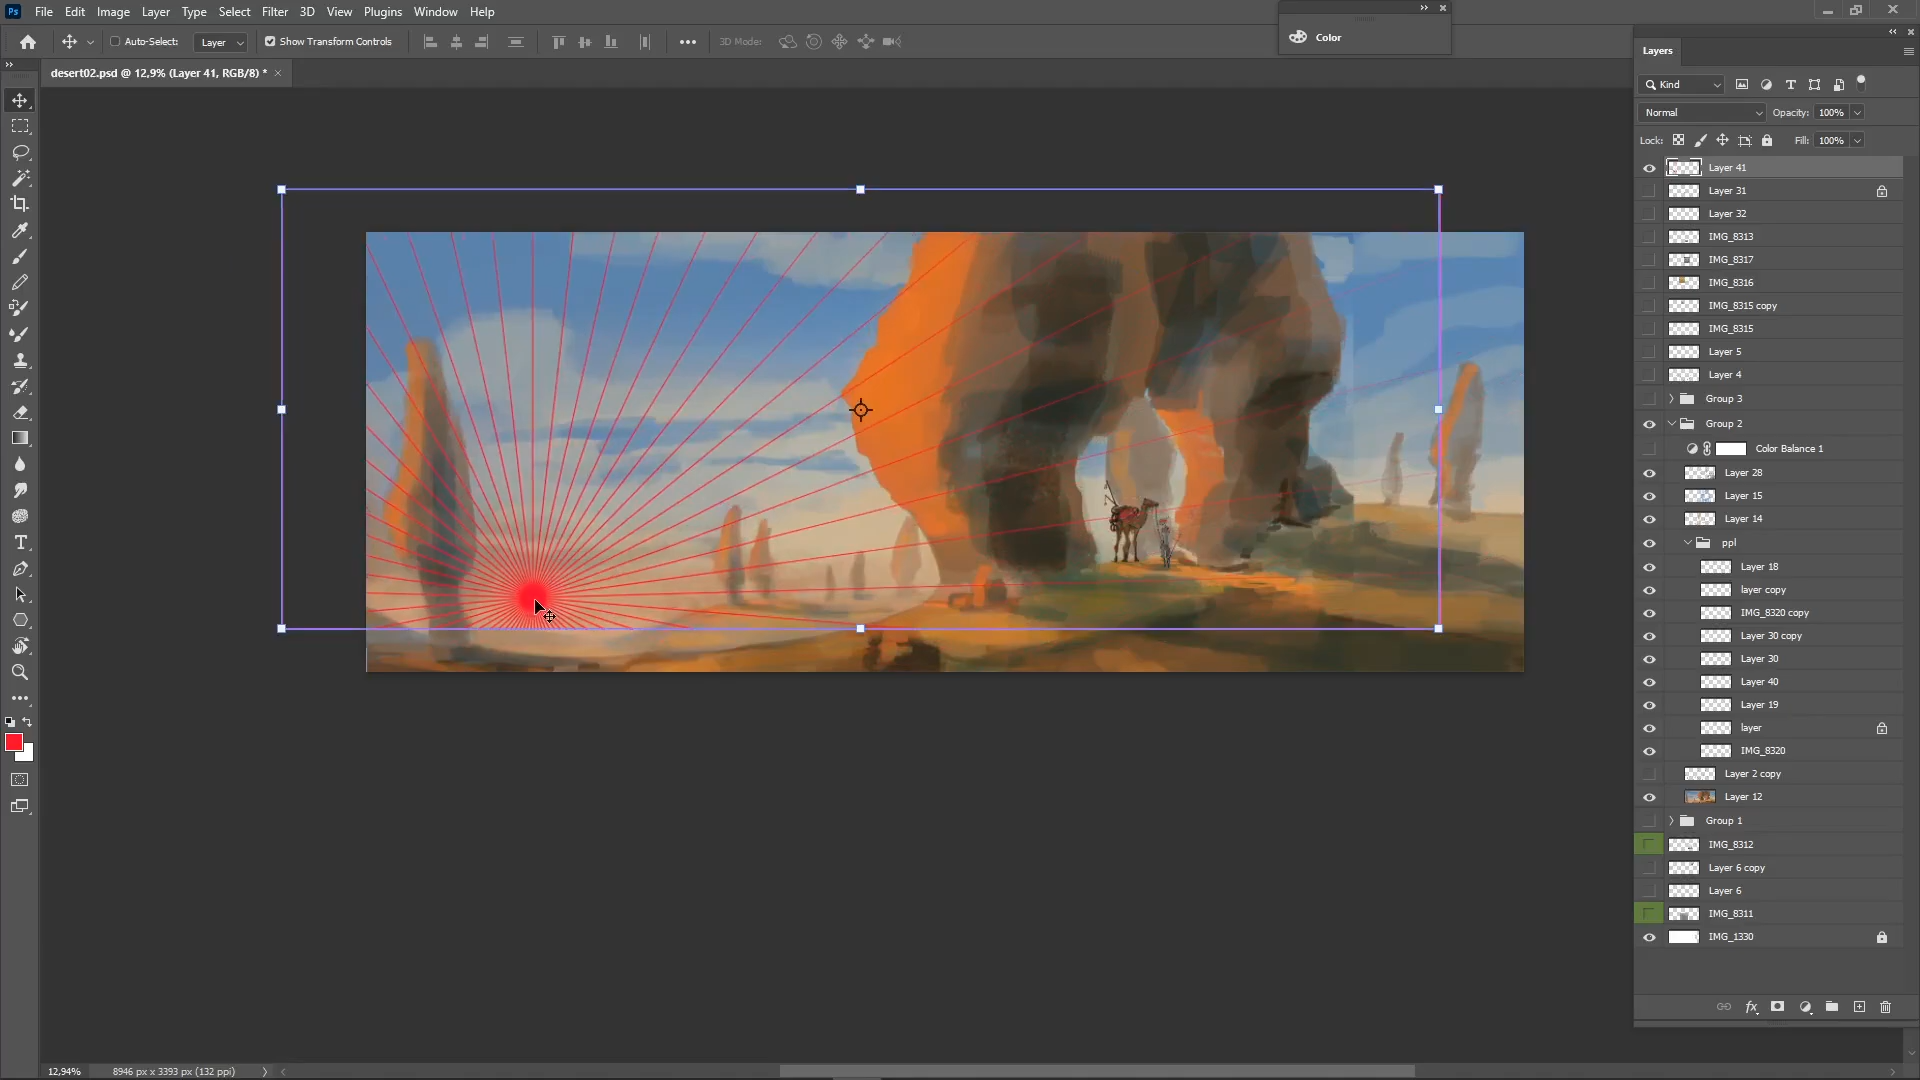 Ps File Edit Image Layer Type Select Filter 3D View Plugins Window Help
Auto-Select: Layer Show Transform Controls 3D Mode:
Color
desert02.psd @ 12,9% (Layer 41, RGB/8) *
Layers
Kind
Normal Opacity: 100%
Lock: Fill: 100%
Layer 41
Layer 31
Layer 32
IMG_8313
IMG_8317
IMG_8316
IMG_8315 copy
IMG_8315
Layer 5
Layer 4
Group 3
Group 2
Color Balance 1
Layer 28
Layer 15
Layer 14
ppl
Layer 18
layer copy
IMG_8320 copy
Layer 30 copy
Layer 30
Layer 40
Layer 19
layer
IMG_8320
Layer 2 copy
Layer 12
Group 1
IMG_8312
Layer 6 copy
Layer 6
IMG_8311
IMG_1330
fx
12,94% 8946 px x 3393 px (132 ppi)